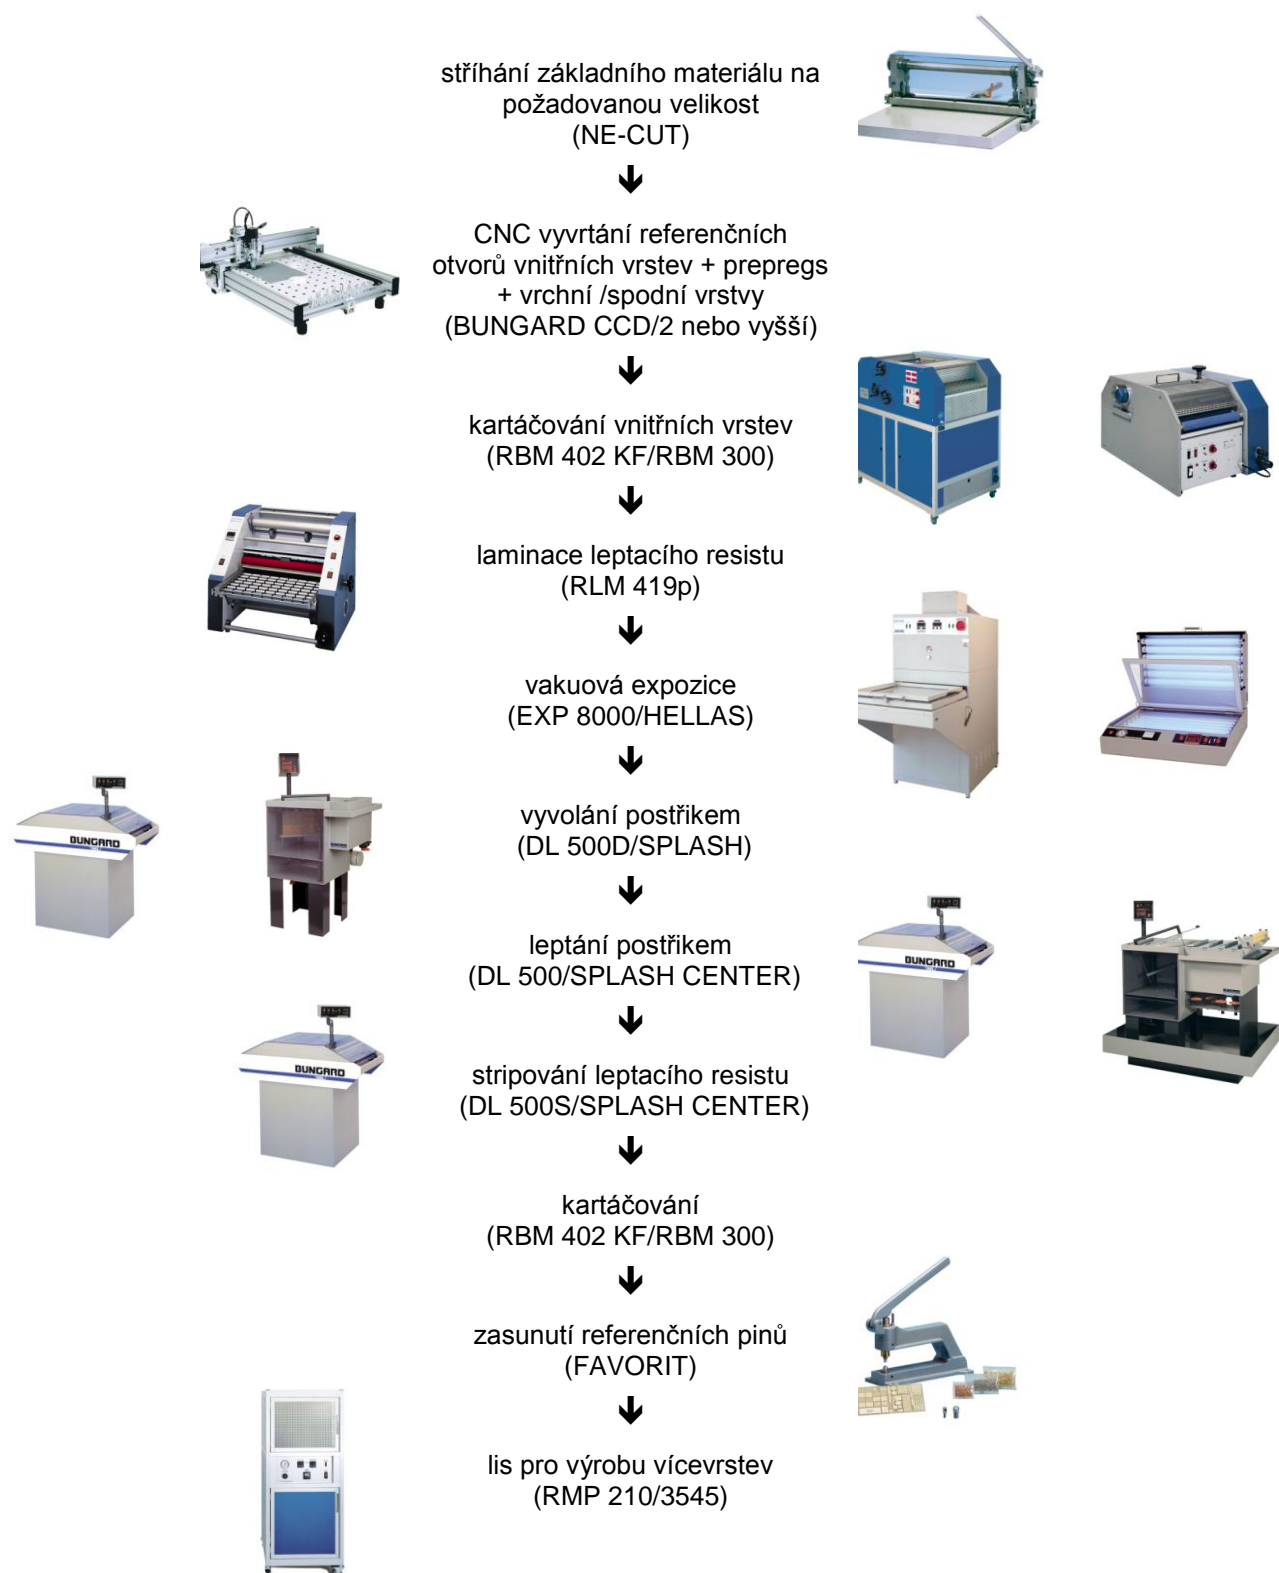 stříhání základního materiálu na
požadovanou velikost
(NE-CUT)
CNC vyvrtání referenčních
otvorů vnitřních vrstev + prepregs
+ vrchní /spodní vrstvy
(BUNGARD CCD/2 nebo vyšší)
kartáčování vnitřních vrstev
(RBM 402 KF/RBM 300)
laminace leptacího resistu
(RLM 419p)
vakuová expozice
(EXP 8000/HELLAS)
vyvolání postřikem
(DL 500D/SPLASH)
BUNGARD
leptání postřikem
(DL 500/SPLASH CENTER)
BUNGARD
BUNGARD
stripování leptacího resistu
(DL 500S/SPLASH CENTER)
kartáčování
(RBM 402 KF/RBM 300)
zasunutí referenčních pinů
(FAVORIT)
lis pro výrobu vícevrstev
(RMP 210/3545)